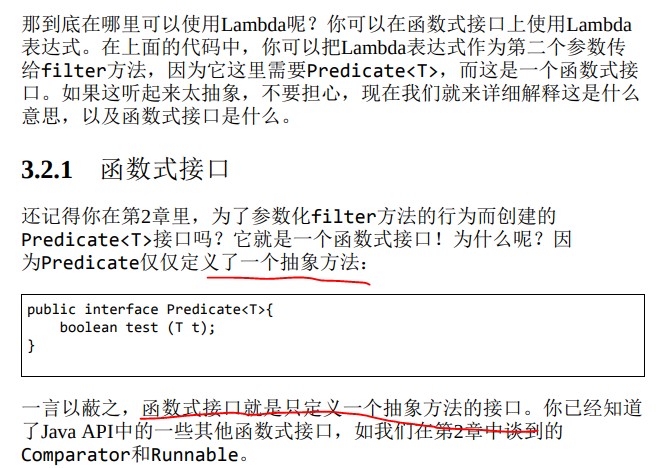 那到底在哪里可以使用Lambda呢？你可以在函数式接口上使用Lambda
表达式。在上面的代码中，你可以把Lambda表达式作为第二个参数传
给filter方法，因为它这里需要Predicate<T>，而这是一个函数式接
口。如果这听起来太抽象，不要担心，现在我们就来详细解释这是什么
意思，以及函数式接口是什么。
3.2.1 函数式接口
还记得你在第2章里，为了参数化filter方法的行为而创建的
Predicate<T>接口吗？它就是一个函数式接口！为什么呢？因
为Predicate仅仅定义了一个抽象方法：
public interface Predicate<T>{
    boolean test (T t);
}
一言以蔽之，函数式接口就是只定义一个抽象方法的接口。你已经知道
了Java API中的一些其他函数式接口，如我们在第2章中谈到的
Comparator和Runnable。